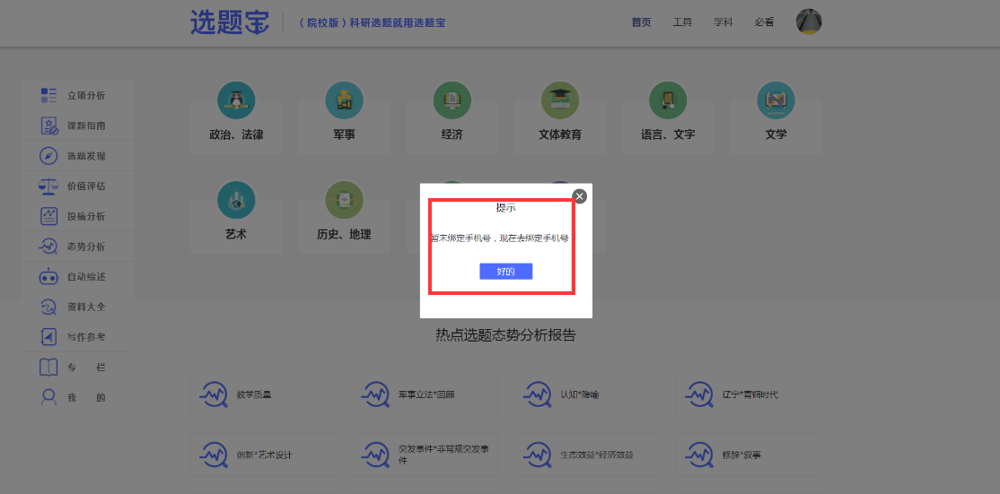 选题宝
（院校版）科研选题就用选题宝
首页
工具
学科
必看
立项分析
课题指南
选题发现
价值评估
投稿分析
态势分析
自动综述
资料大全
写作参考
专 栏
我 的
政治、法律
军事
经济
文体教育
语言、文字
文学
艺术
历史、地理
提示
暂未绑定手机号，现在去绑定手机号
好的
热点选题态势分析报告
教学质量
军事立法*回顾
认知*隐喻
辽宁*青铜时代
创新*艺术设计
突发事件*非常规突发事
件
生态效益*经济效益
修辞*叙事